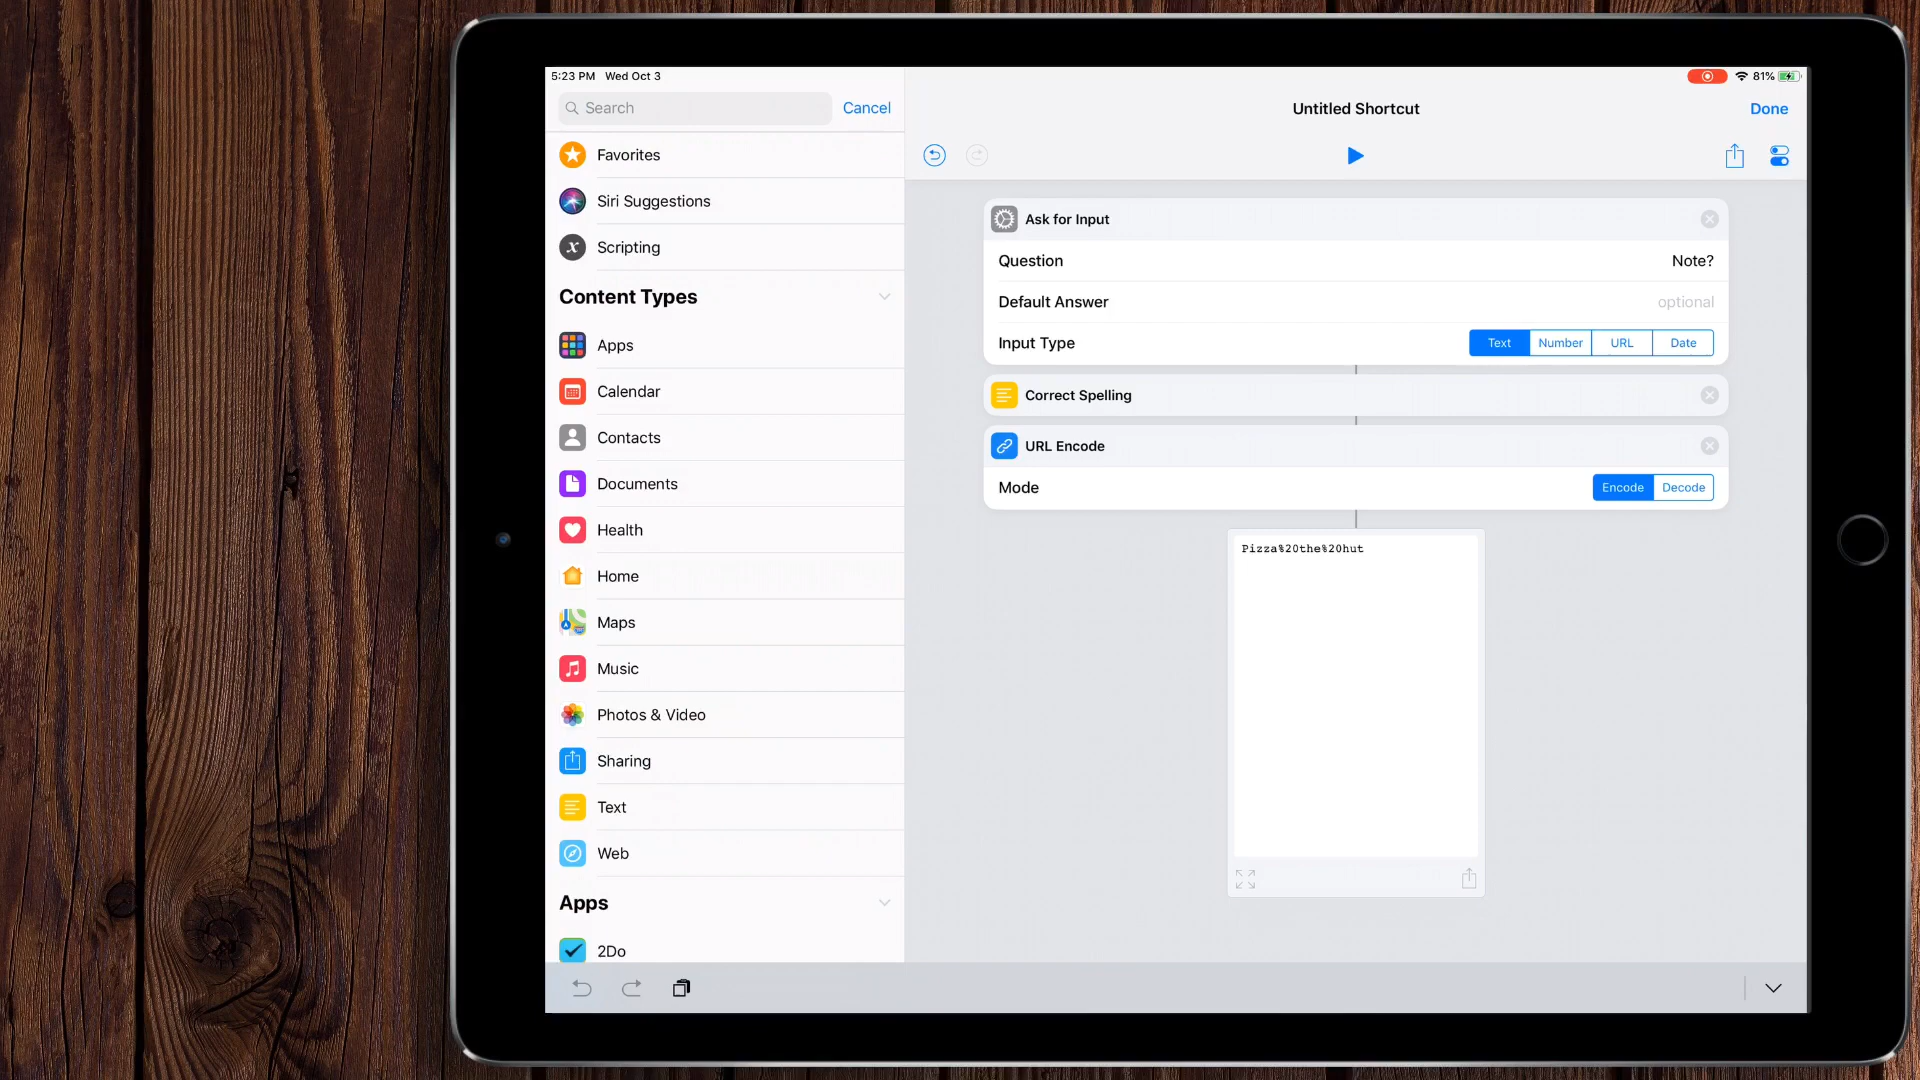 5:23 PM Wed Oct 3
81%
Search
Cancel
Untitled Shortcut
Done
Favorites
Siri Suggestions
Scripting
Content Types
Apps
Calendar
Contacts
Documents
Health
Home
Maps
Music
Photos & Video
Sharing
Text
Web
Apps
2Do
Ask for Input
Question
Note?
Default Answer
optional
Input Type
Text
Number
URL
Date
Correct Spelling
URL Encode
Mode
Encode
Decode
Pizza%20the%20hut